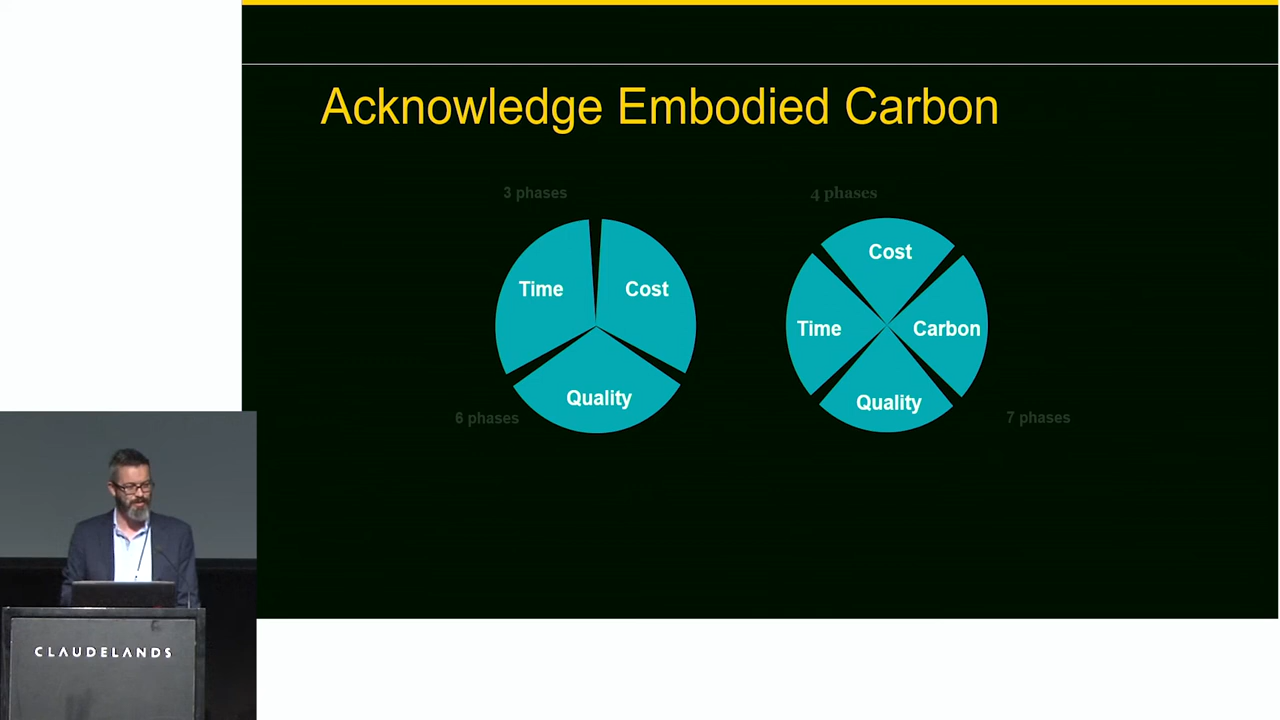 Acknowledge Embodied Carbon
3 phases
4 phases
Time
Cost
Quality
6 phases
Cost
Time
Carbon
Quality
7 phases
CLAUDELANDS